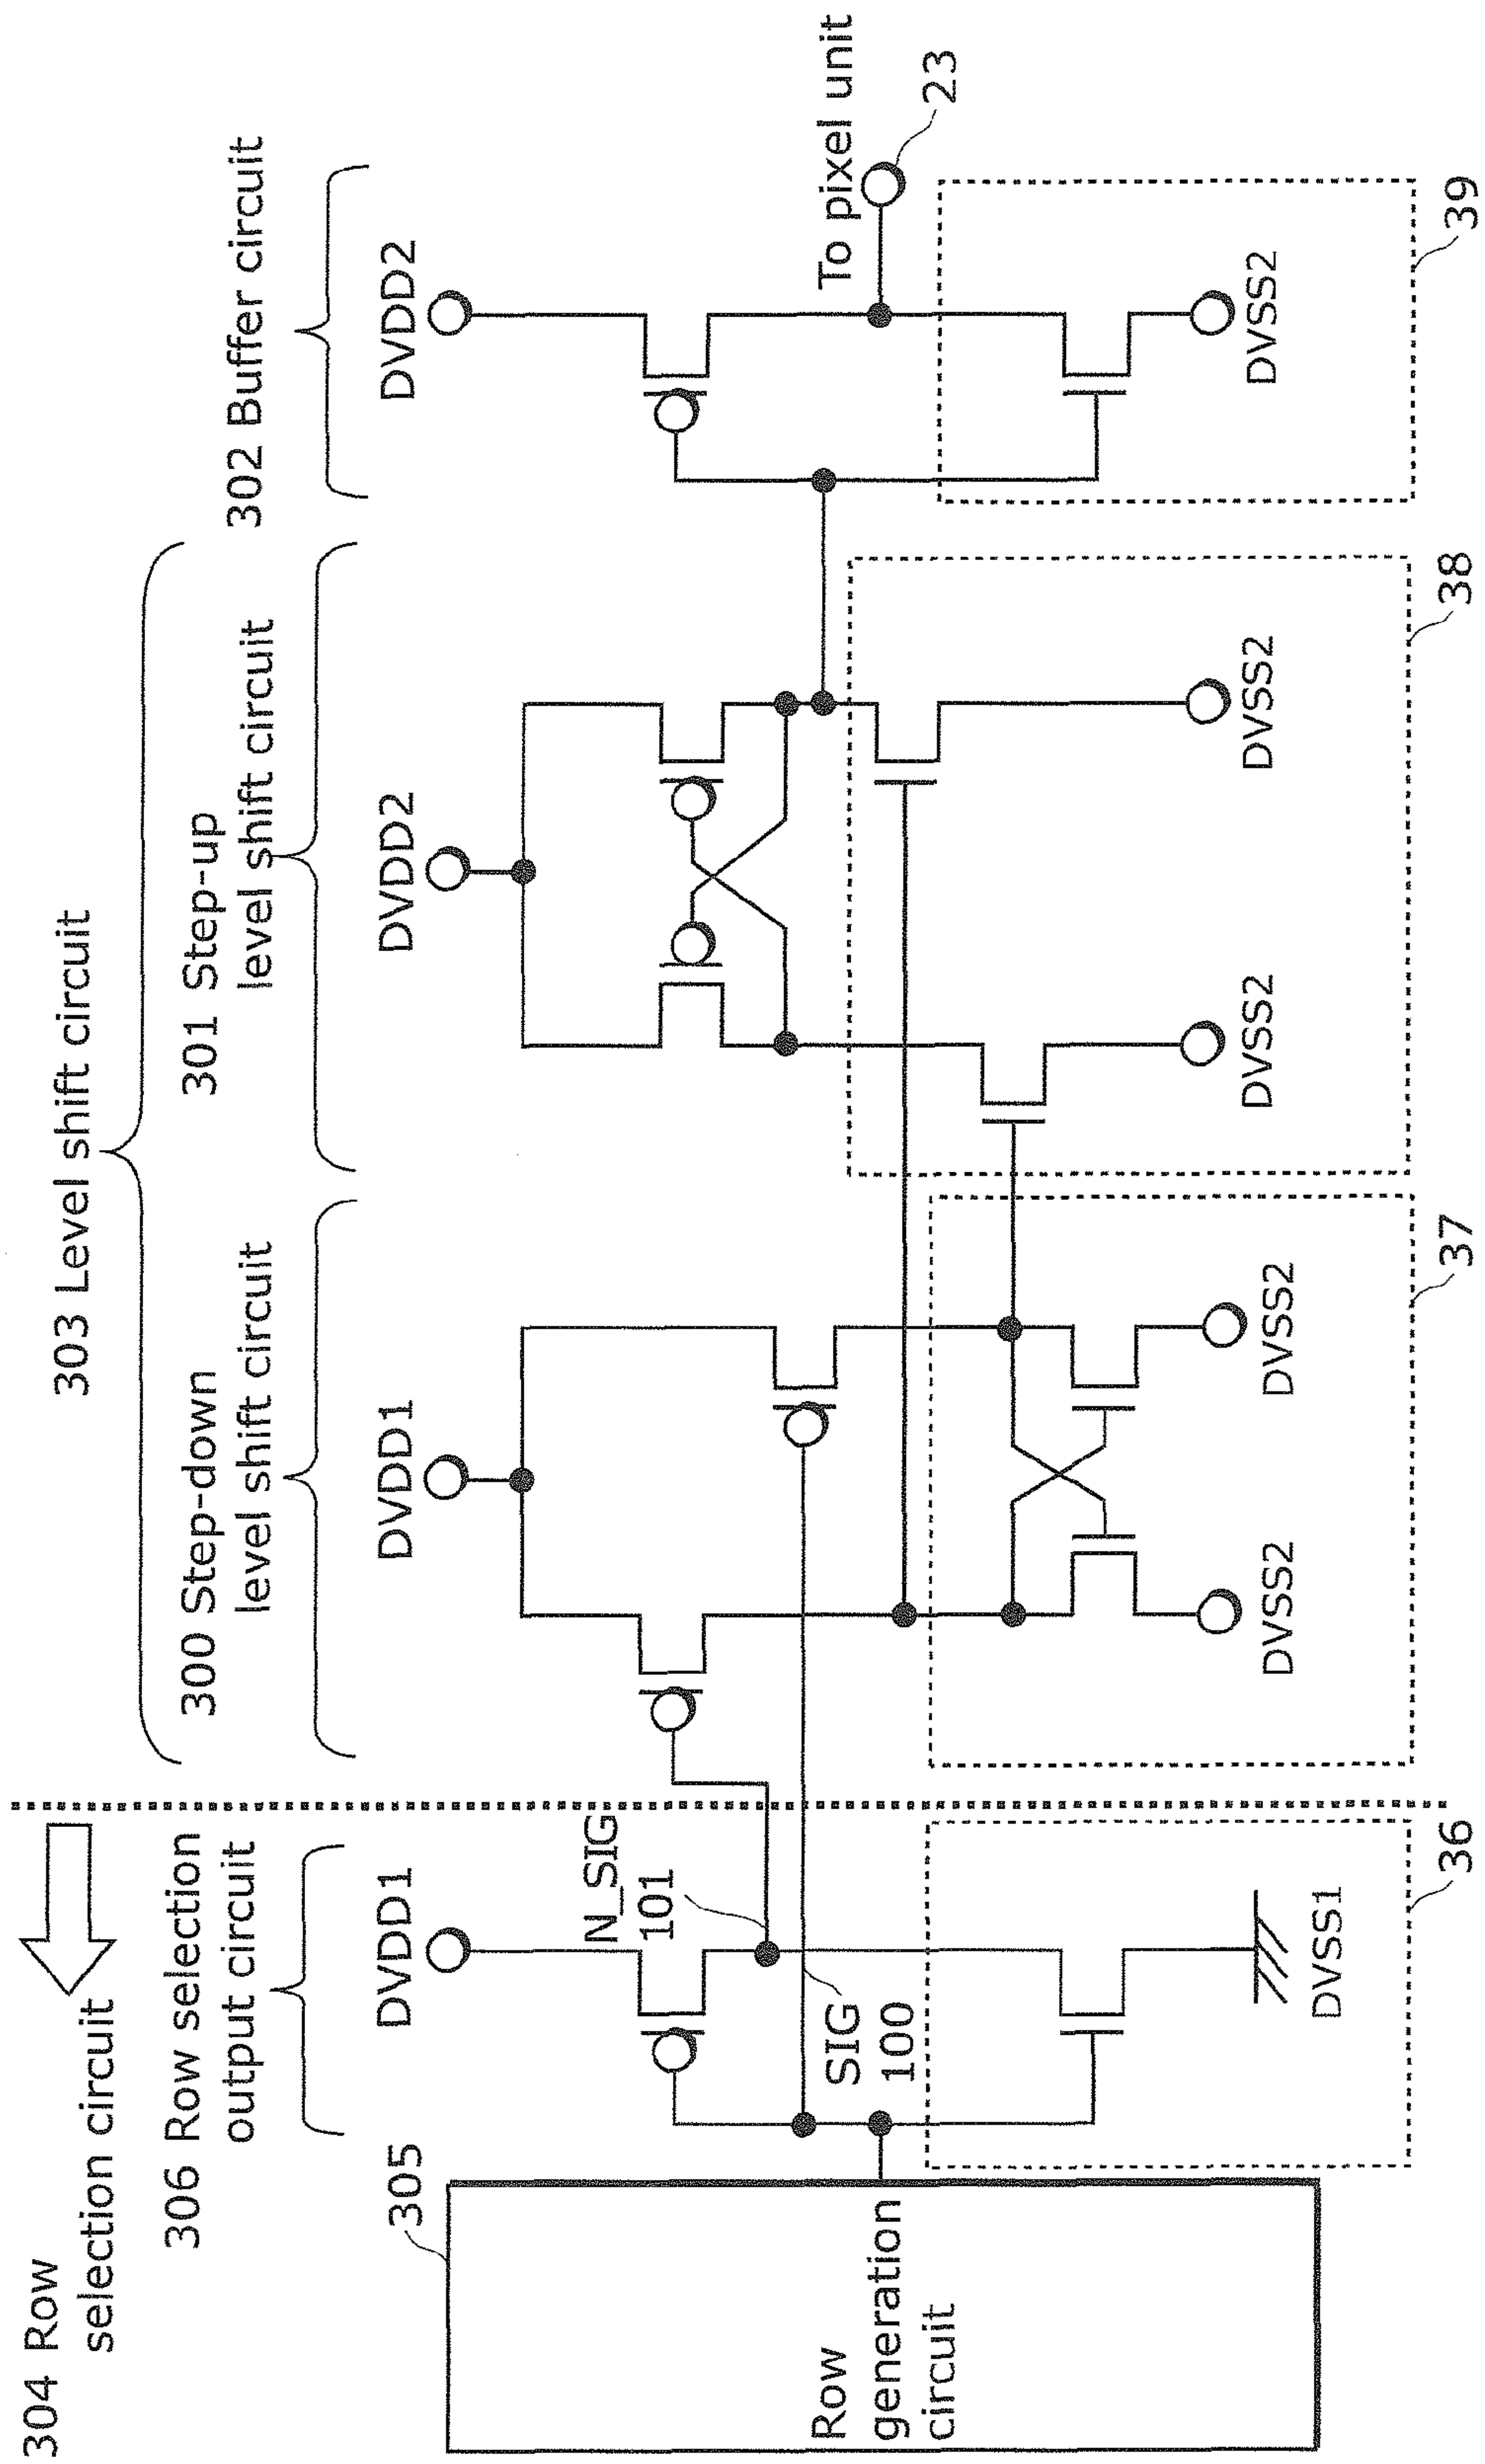 303 Level shift circuit
304 Row
selection circuit
306 Row selection
output circuit
300 Step-down
level shift circuit
301 Step-up
level shift circuit
302 Buffer circuit
305
DVDD1
DVDD1
DVDD2
DVDD2
N_SIG
101
SIG
100
Row
generation
circuit
To pixel unit
23
DVSS1
DVSS2
DVSS2
DVSS2
DVSS2
DVSS2
36
37
38
39